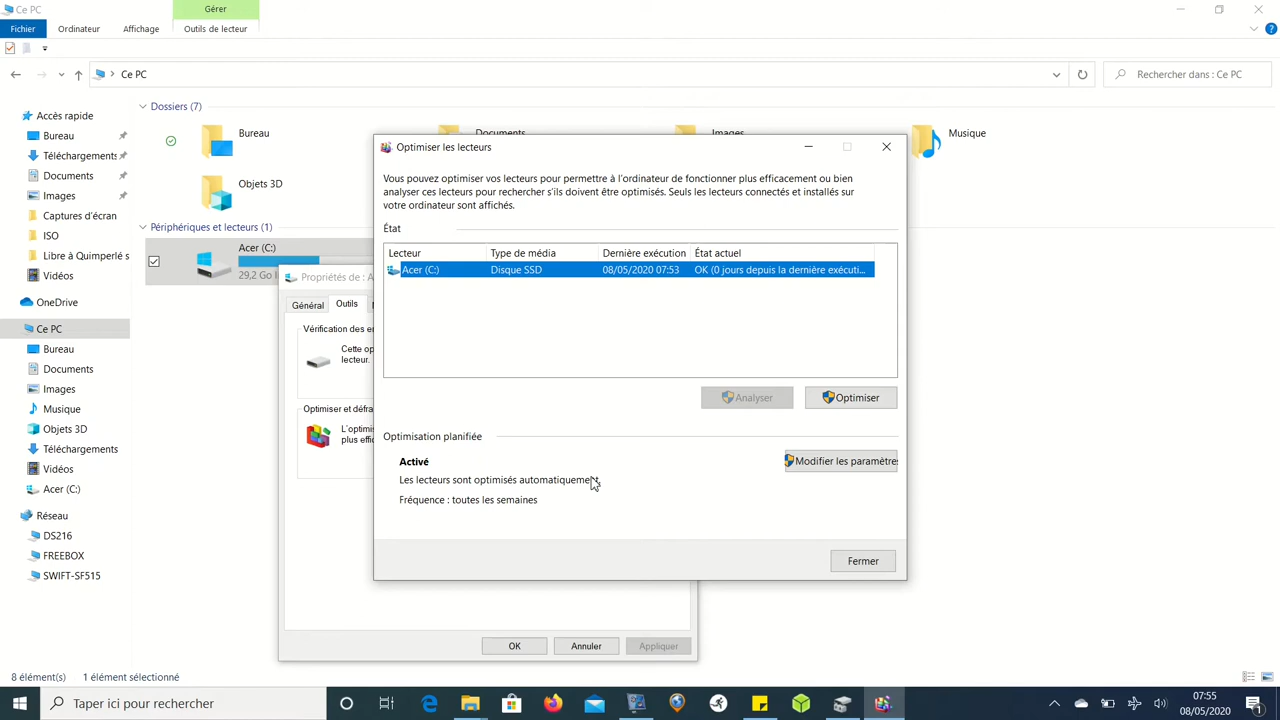 Ce PC
Gérer
Fichier
Ordinateur
Affichage
Outils de lecteur
Ce PC
Rechercher dans : Ce PC
Accès rapide
Bureau
Téléchargements
Documents
Images
Captures d'écran
ISO
Libre à Quimperlé s
Vidéos
OneDrive
Ce PC
Bureau
Documents
Images
Musique
Objets 3D
Téléchargements
Vidéos
Acer (C:)
Réseau
DS216
FREEBOX
SWIFT-SF515
Dossiers (7)
Bureau
Documents
Images
Musique
Objets 3D
Périphériques et lecteurs (1)
Acer (C:)
29,2 Go l
Propriétés de : A
Général
Outils
Vérification des er
Cette op
lecteur.
Optimiser et défra
L'optimis
plus effic
OK
Annuler
Appliquer
Optimiser les lecteurs
Vous pouvez optimiser vos lecteurs pour permettre à l'ordinateur de fonctionner plus efficacement ou bien
analyser ces lecteurs pour rechercher s'ils doivent être optimisés. Seuls les lecteurs connectés et installés sur
votre ordinateur sont affichés.
État
Lecteur
Type de média
Dernière exécution
État actuel
Acer (C:)
Disque SSD
08/05/2020 07:53
OK (0 jours depuis la dernière exécuti...
Analyser
Optimiser
Optimisation planifiée
Activé
Modifier les paramètres
Les lecteurs sont optimisés automatiquement.
Fréquence : toutes les semaines
Fermer
8 élément(s)
1 élément sélectionné
Taper ici pour rechercher
07:55
08/05/2020
1